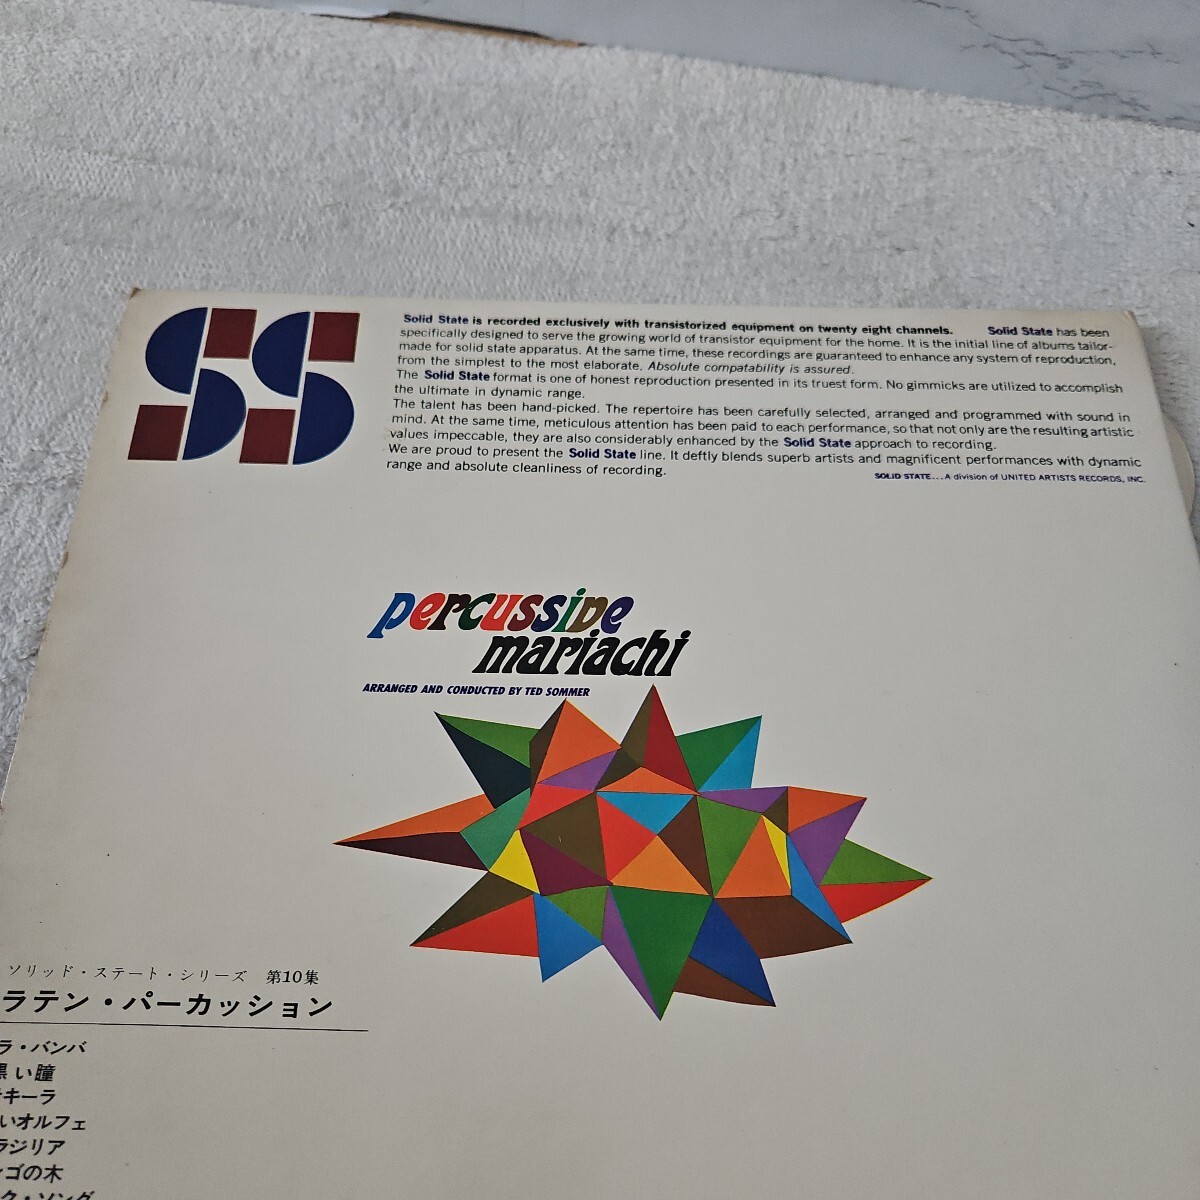 SS
Solid State is recorded exclusively with transistorized equipment on twenty eight channels. Solid State has been
specifically designed to serve the growing world of transistor equipment for the home. It is the initial line of albums tailor-
made for solid state apparatus. At the same time, these recordings are guaranteed to enhance any system of reproduction,
from the simplest to the most elaborate. Absolute compatability is assured.
The Solid State format is one of honest reproduction presented in its truest form. No gimmicks are utilized to accomplish
the ultimate in dynamic range.
The talent has been hand-picked. The repertoire has been carefully selected, arranged and programmed with sound in
mind. At the same time, meticulous attention has been paid to each performance, so that not only are the resulting artistic
values impeccable, they are also considerably enhanced by the Solid State approach to recording.
We are proud to present the Solid State line. It deftly blends superb artists and magnificent performances with dynamic
range and absolute cleanliness of recording.
SOLID STATE...A division of UNITED ARTISTS RECORDS, INC.
percussive
mariachi
ARRANGED AND CONDUCTED BY TED SOMMER
ソリッド・ステート・シリーズ 第10集
ラテン・パーカッション
ラ・バンバ
黒い瞳
キーラ
いオルフェ
ラジリア
ンゴの木
ク・ソング